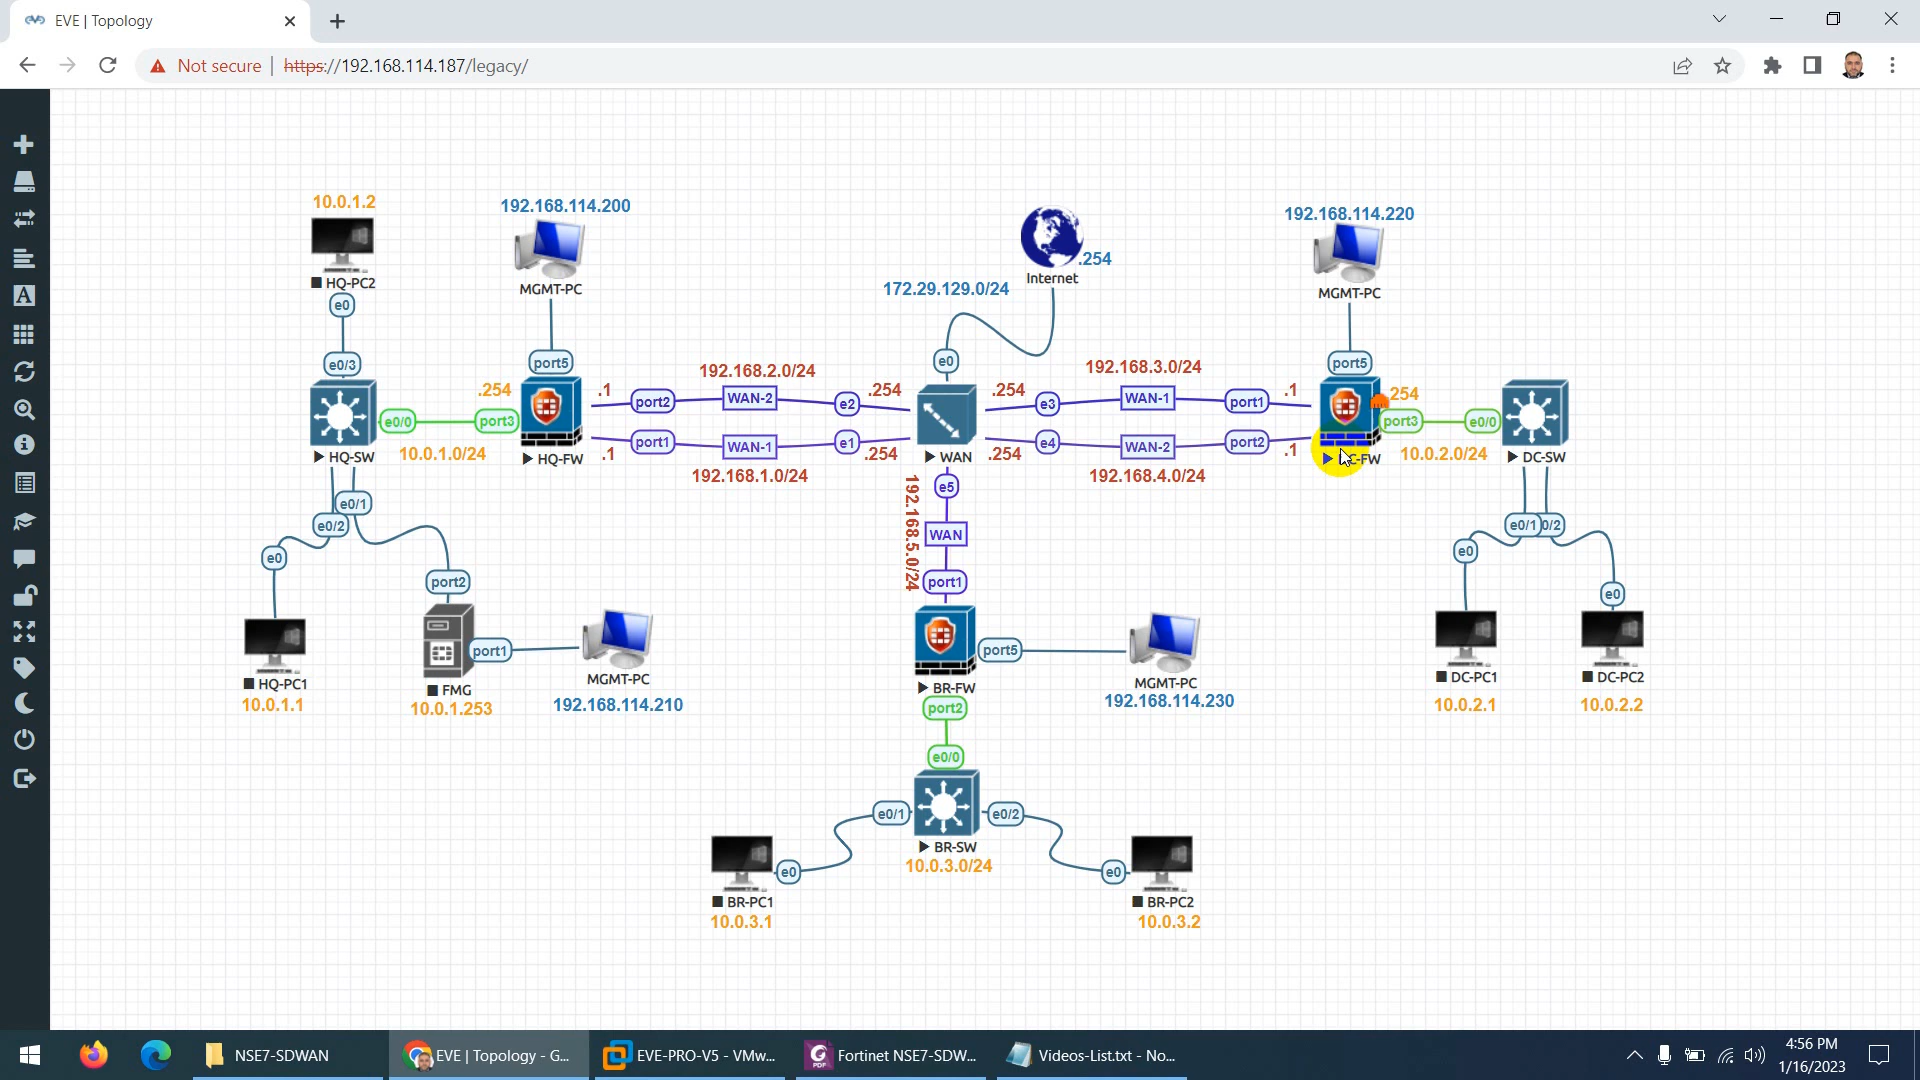 EVE | Topology
Not secure | https://192.168.114.187/legacy/
10.0.1.2
HQ-PC2
e0
e0/3
192.168.114.200
MGMT-PC
port5
172.29.129.0/24
.254
Internet
e0
192.168.114.220
MGMT-PC
port5
HQ-SW
e0/0
10.0.1.0/24
.254
port3
HQ-FW
.1
port2
192.168.2.0/24
WAN-2
e2
.254
.1
port1
WAN-1
192.168.1.0/24
e1
.254
WAN
.254
e3
192.168.3.0/24
WAN-1
port1
.1
.254
e4
WAN-2
192.168.4.0/24
port2
.1
254
port3
10.0.2.0/24
e0/0
DC-SW
e0/1
e0/2
e0
HQ-PC1
10.0.1.1
port2
FMG
10.0.1.253
port1
MGMT-PC
192.168.114.210
e5
192.168.5.0/24
WAN
port1
BR-FW
port5
MGMT-PC
192.168.114.230
port2
e0/0
e0/1
e0/2
BR-SW
10.0.3.0/24
e0
BR-PC1
10.0.3.1
e0
BR-PC2
10.0.3.2
e0/1
0/2
e0
DC-PC1
10.0.2.1
e0
DC-PC2
10.0.2.2
NSE7-SDWAN
EVE | Topology - G...
EVE-PRO-V5 - VMw...
Fortinet NSE7-SDW...
Videos-List.txt - No...
4:56 PM
1/16/2023